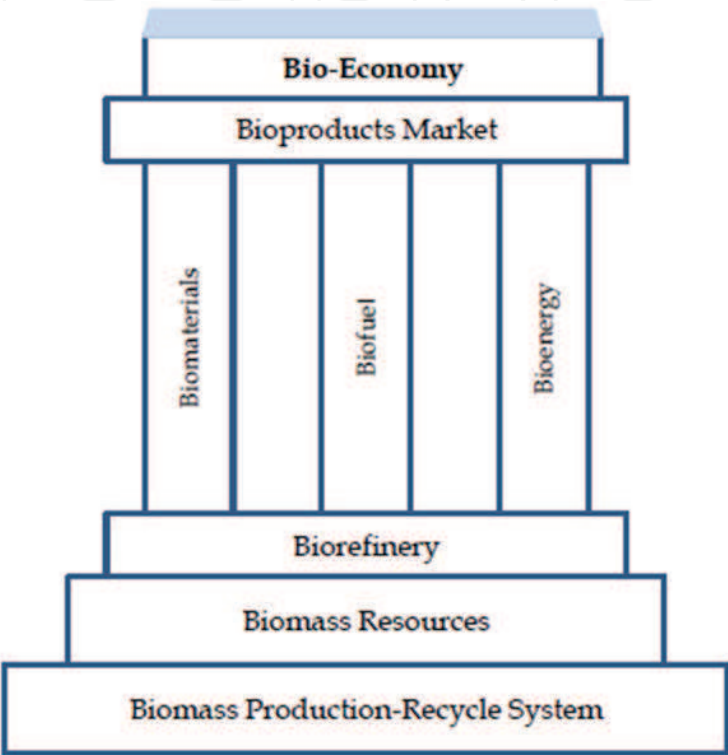 Bio-Economy
Bioproducts Market
Biomaterials
Biofuel
Bioenergy
Biorefinery
Biomass Resources
Biomass Production-Recycle System